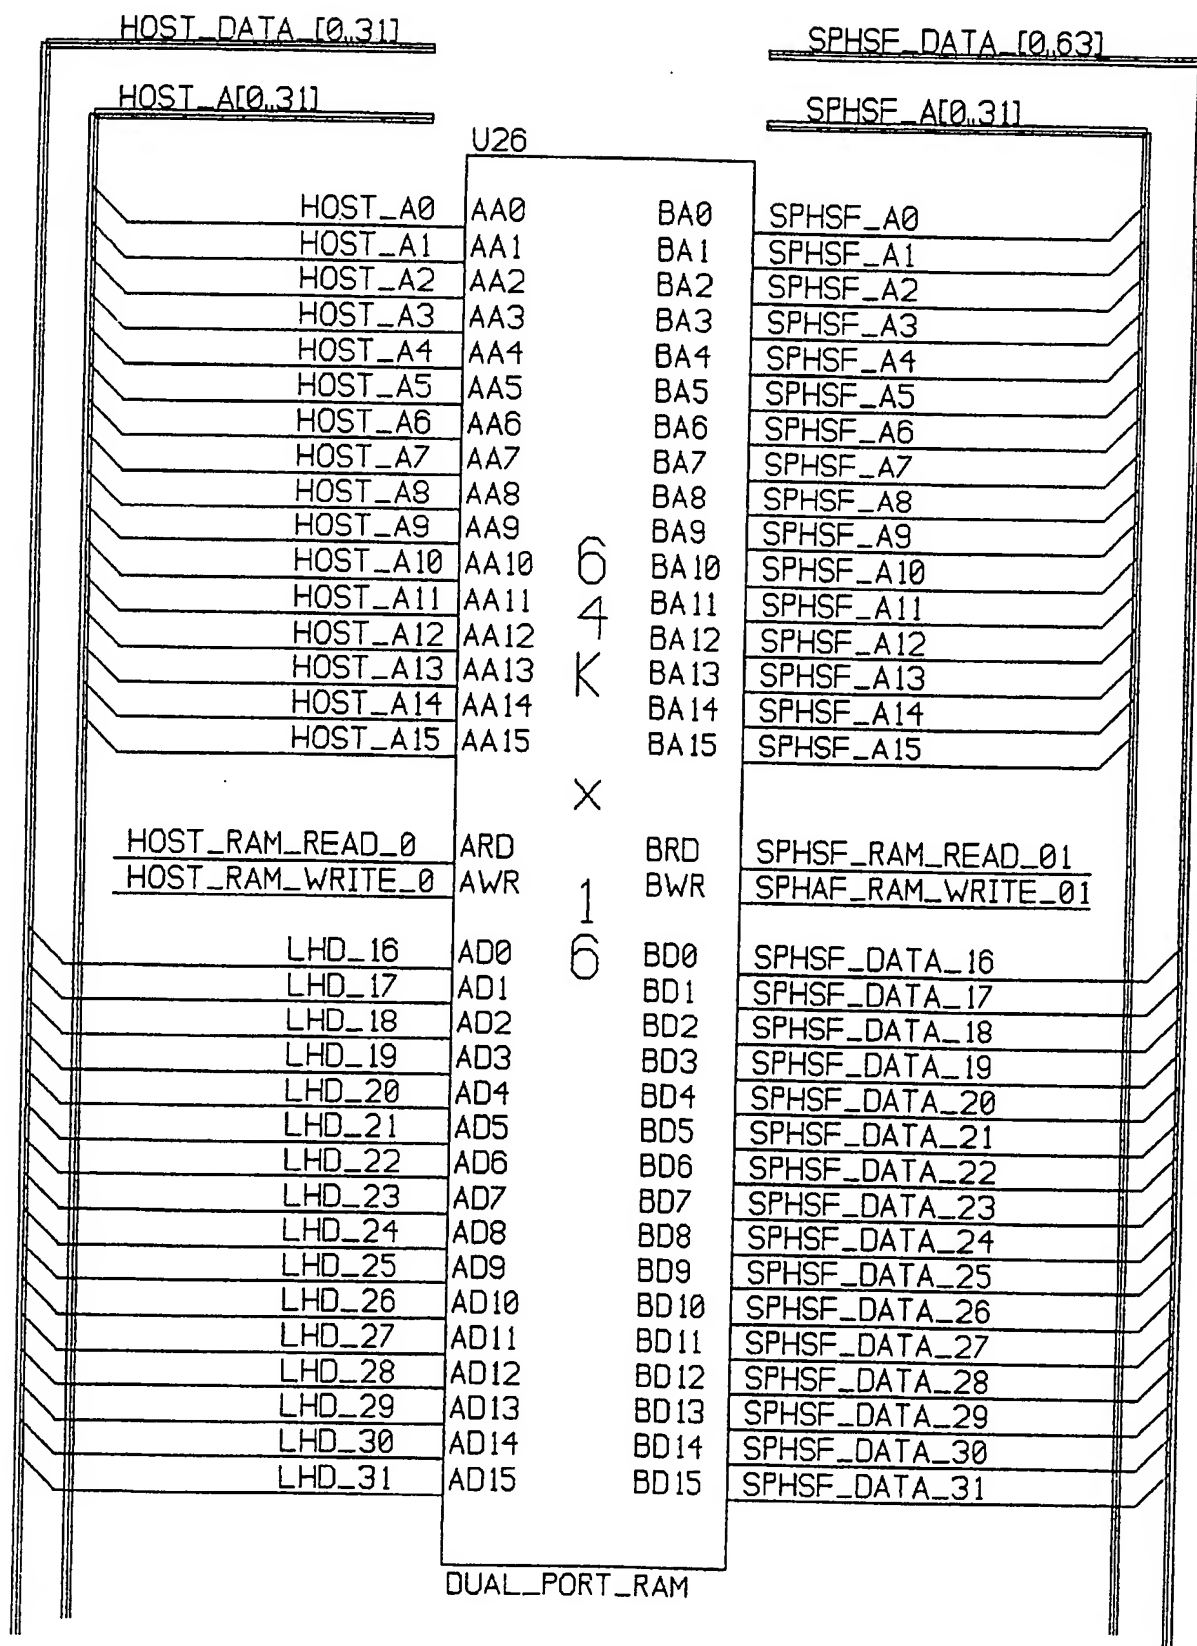 HOST_DATA_[0..31] SPHSF_DATA_[0..63]
HOST_A[0..31] SPHSF_A[0..31]
U26
HOST_A0 AA0 BA0 SPHSF_A0
HOST_A1 AA1 BA1 SPHSF_A1
HOST_A2 AA2 BA2 SPHSF_A2
HOST_A3 AA3 BA3 SPHSF_A3
HOST_A4 AA4 BA4 SPHSF_A4
HOST_A5 AA5 BA5 SPHSF_A5
HOST_A6 AA6 BA6 SPHSF_A6
HOST_A7 AA7 BA7 SPHSF_A7
HOST_A8 AA8 BA8 SPHSF_A8
HOST_A9 AA9 BA9 SPHSF_A9
HOST_A10 AA10 BA10 SPHSF_A10
HOST_A11 AA11 BA11 SPHSF_A11
HOST_A12 AA12 BA12 SPHSF_A12
HOST_A13 AA13 BA13 SPHSF_A13
HOST_A14 AA14 BA14 SPHSF_A14
HOST_A15 AA15 BA15 SPHSF_A15
64K x 16
HOST_RAM_READ_0 ARD BRD SPHSF_RAM_READ_01
HOST_RAM_WRITE_0 AWR BWR SPHAF_RAM_WRITE_01
LHD_16 AD0 BD0 SPHSF_DATA_16
LHD_17 AD1 BD1 SPHSF_DATA_17
LHD_18 AD2 BD2 SPHSF_DATA_18
LHD_19 AD3 BD3 SPHSF_DATA_19
LHD_20 AD4 BD4 SPHSF_DATA_20
LHD_21 AD5 BD5 SPHSF_DATA_21
LHD_22 AD6 BD6 SPHSF_DATA_22
LHD_23 AD7 BD7 SPHSF_DATA_23
LHD_24 AD8 BD8 SPHSF_DATA_24
LHD_25 AD9 BD9 SPHSF_DATA_25
LHD_26 AD10 BD10 SPHSF_DATA_26
LHD_27 AD11 BD11 SPHSF_DATA_27
LHD_28 AD12 BD12 SPHSF_DATA_28
LHD_29 AD13 BD13 SPHSF_DATA_29
LHD_30 AD14 BD14 SPHSF_DATA_30
LHD_31 AD15 BD15 SPHSF_DATA_31
DUAL_PORT_RAM